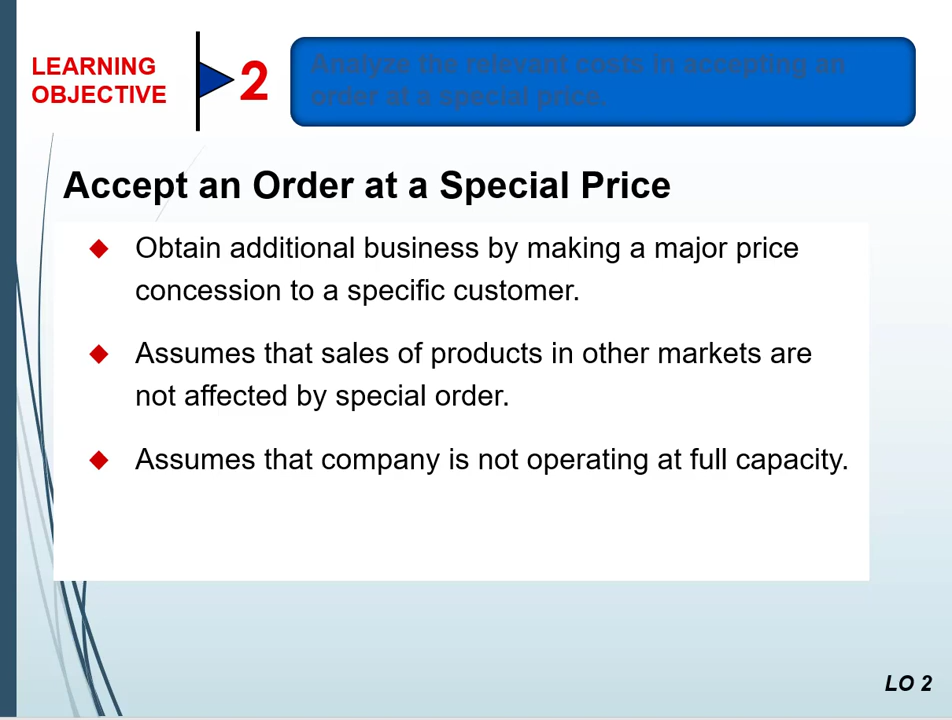 LEARNING
OBJECTIVE
2
Analyze the relevant costs in accepting an
order at a special price.
Accept an Order at a Special Price
Obtain additional business by making a major price
concession to a specific customer.
Assumes that sales of products in other markets are
not affected by special order.
Assumes that company is not operating at full capacity.
LO 2